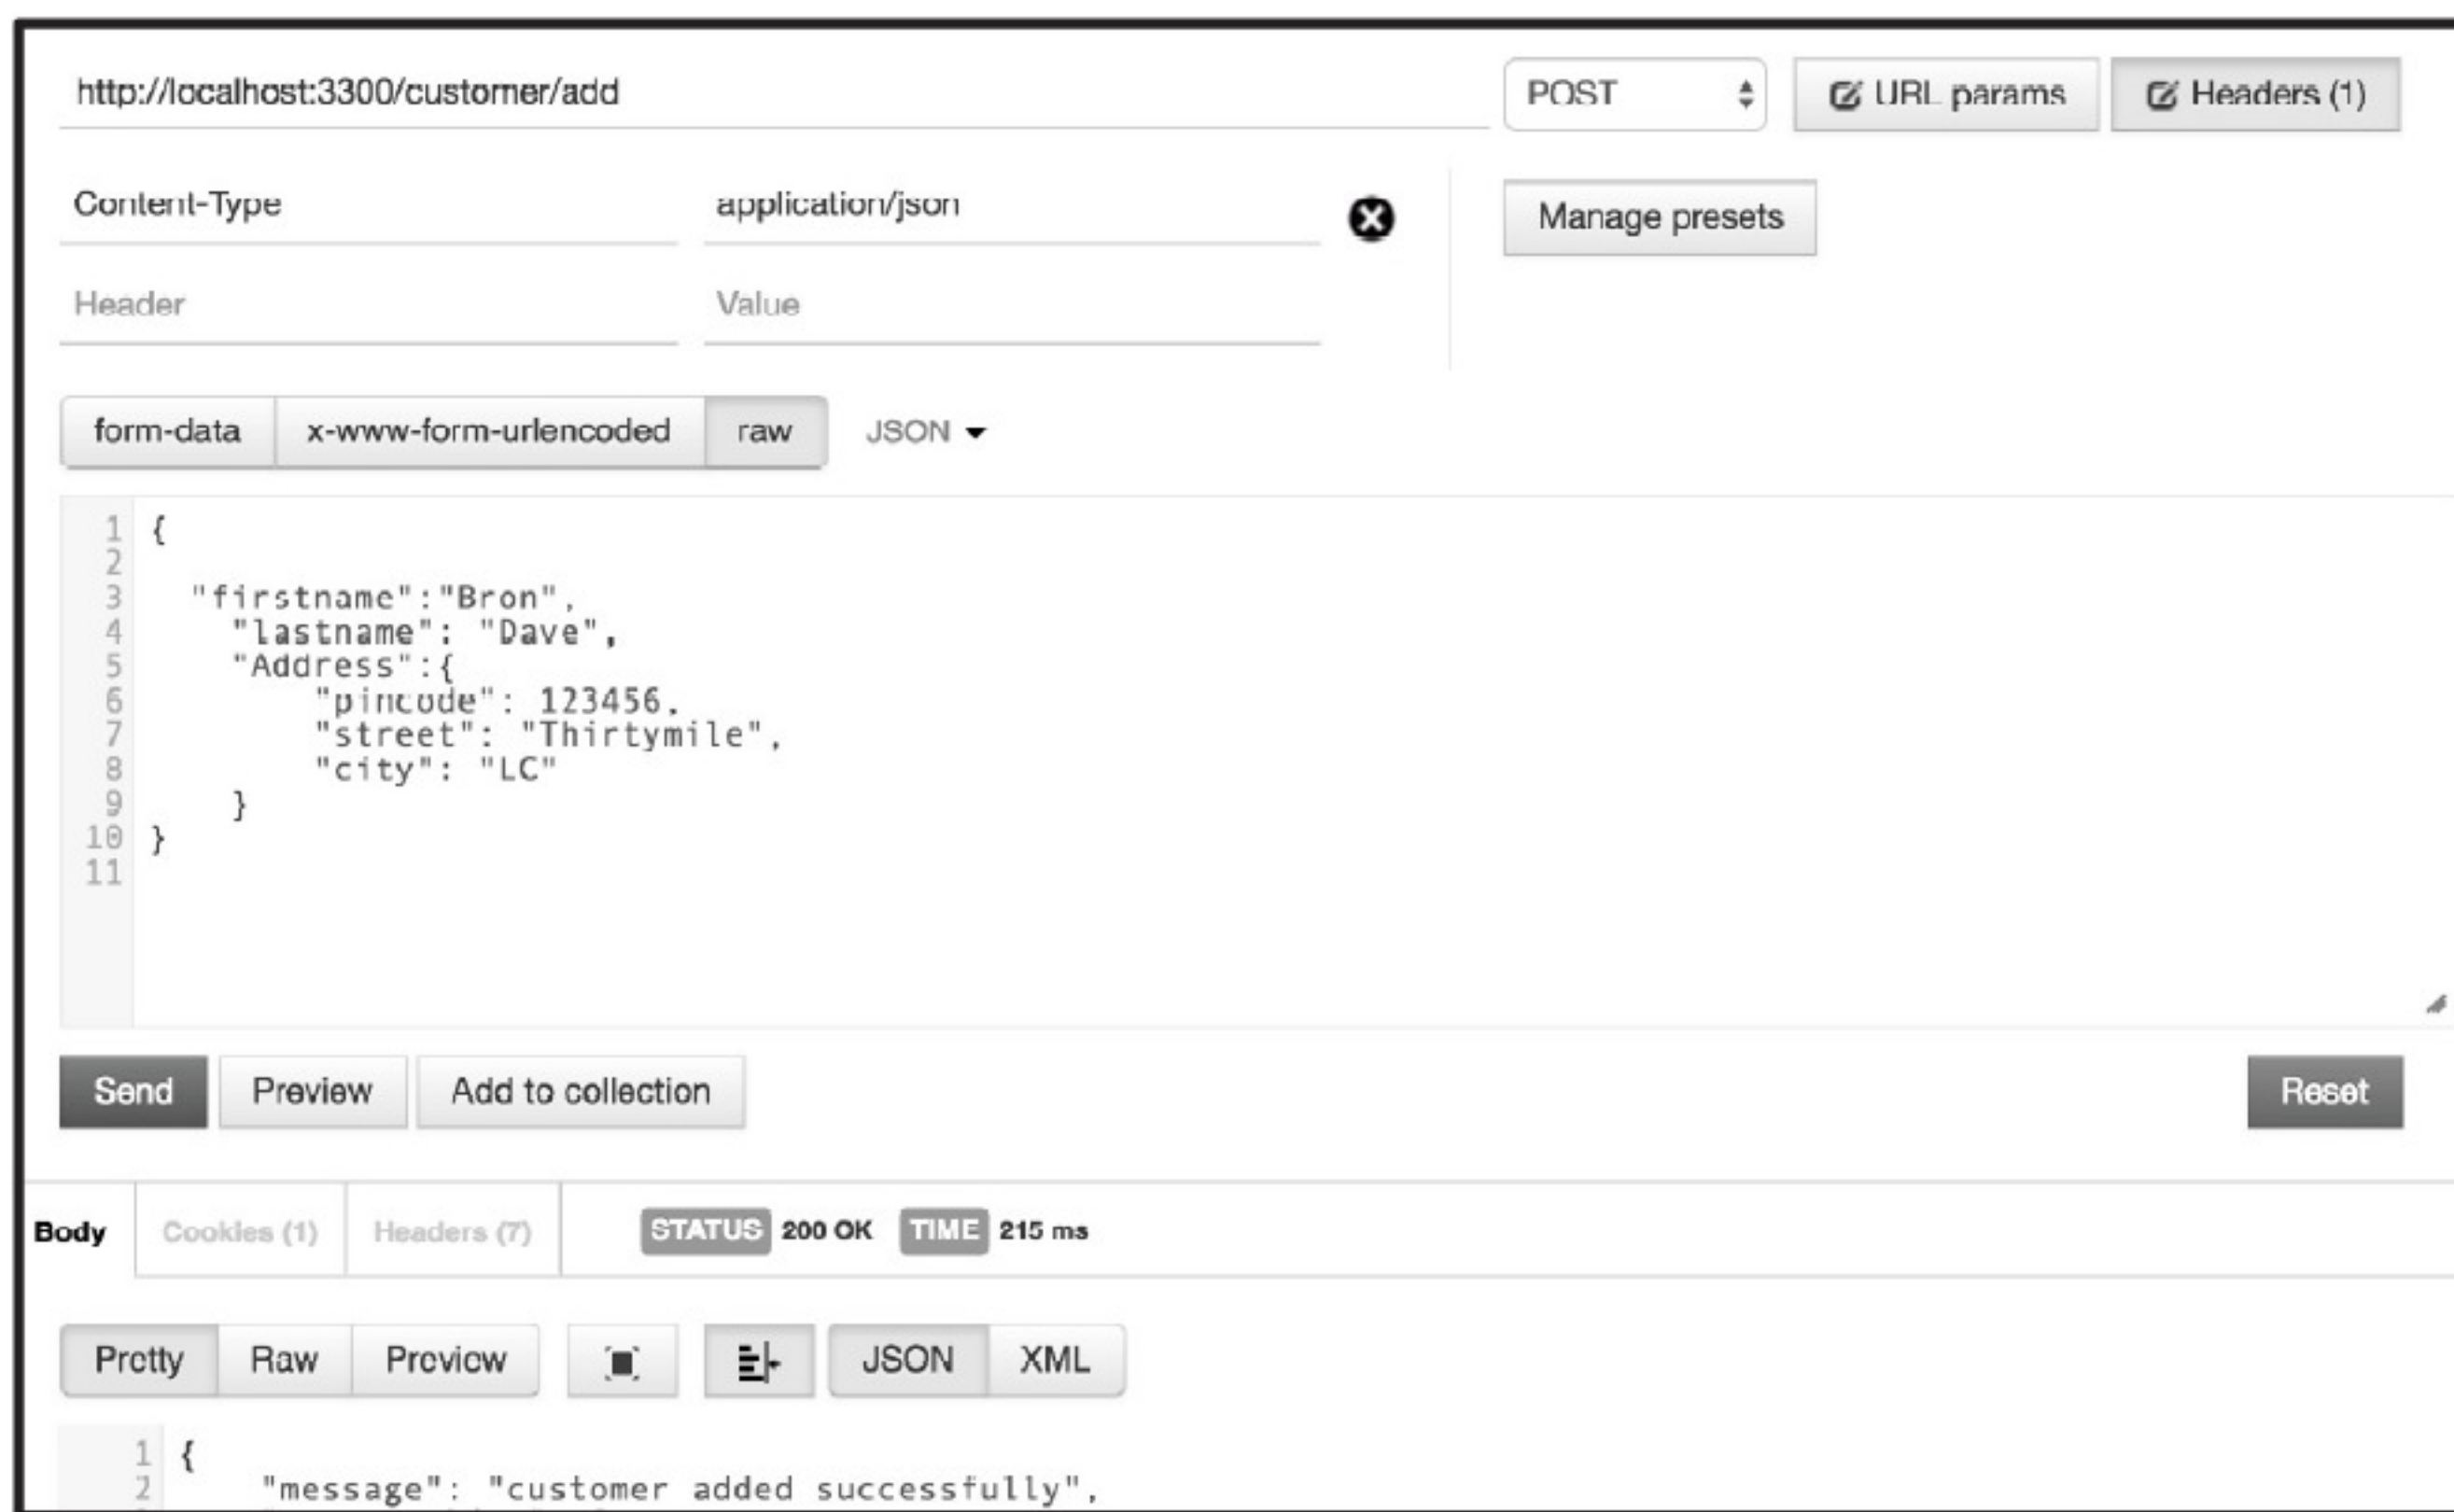 http://localhost:3300/customer/add POST URL params Headers (1)
Content-Type application/json Manage presets
Header Value
form-data x-www-form-urlencoded raw JSON
1 {
2
3 "firstname":"Bron",
4 "lastname": "Dave",
5 "Address":{
6 "pincode": 123456,
7 "street": "Thirtymile",
8 "city": "LC"
9 }
10 }
11
Send Preview Add to collection Reset
Body Cookies (1) Headers (7) STATUS 200 OK TIME 215 ms
Pretty Raw Preview JSON XML
1 {
2 "message": "customer added successfully",